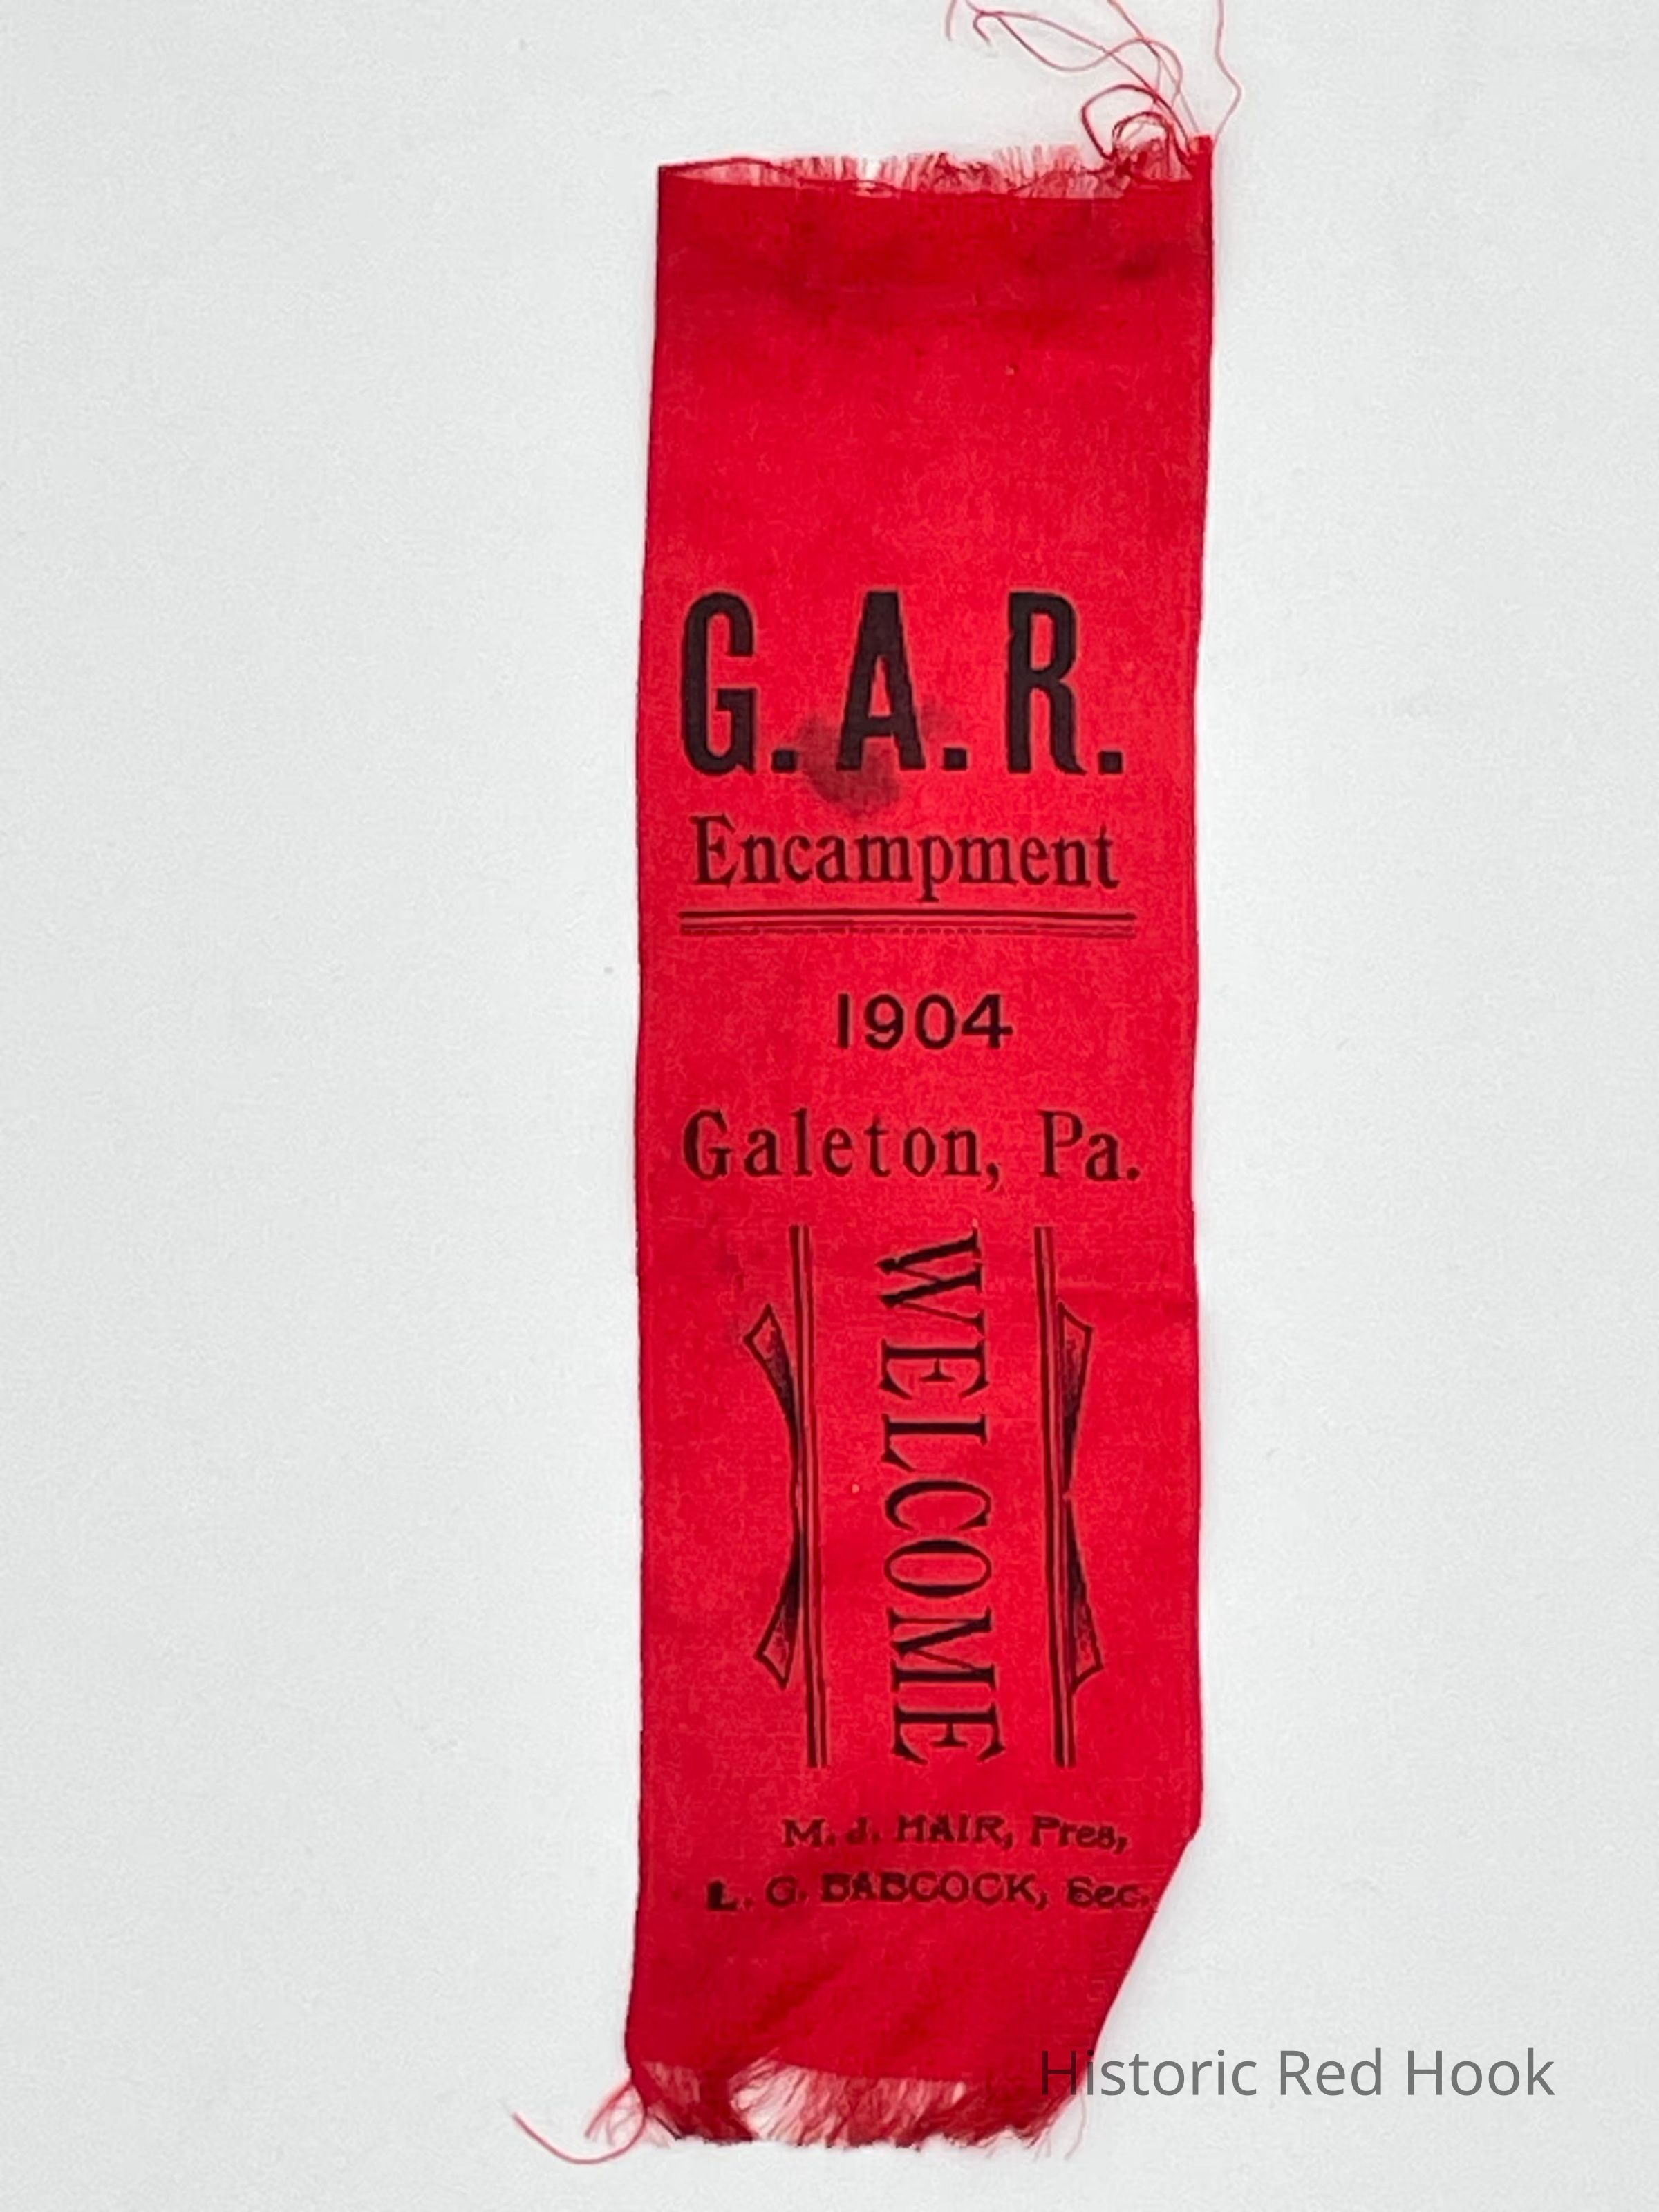 G. A. R.
Encampment
1904
Galeton, Pa.
WELCOME
M. J. HAIR, Pres,
L. G. BABCOCK, Sec.
Historic Red Hook